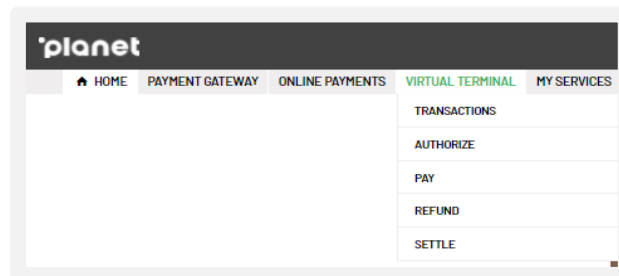 planet
HOME PAYMENT GATEWAY ONLINE PAYMENTS VIRTUAL TERMINAL MY SERVICES
TRANSACTIONS
AUTHORIZE
PAY
REFUND
SETTLE